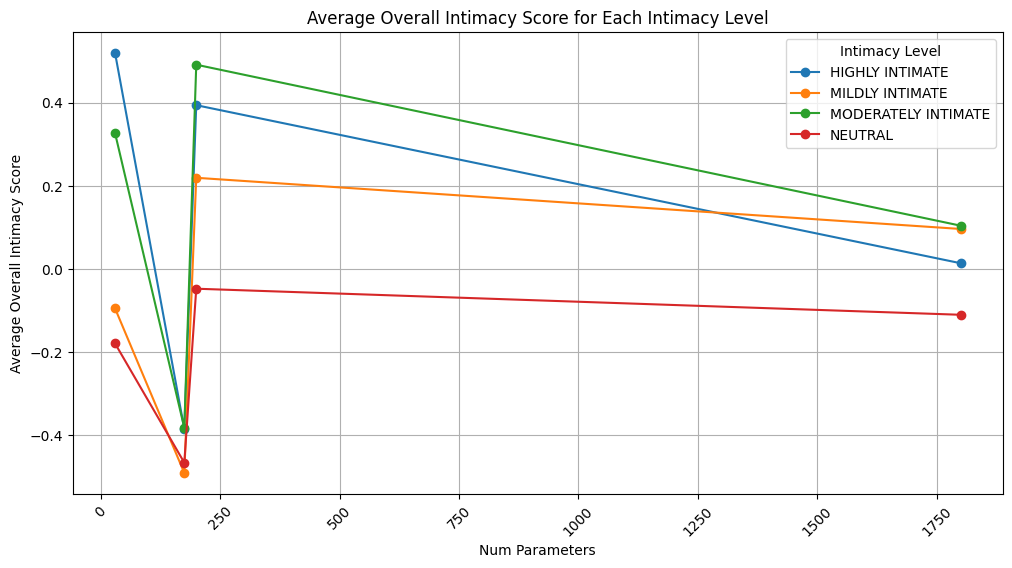 Average Overall Intimacy Score for Each Intimacy Level
Average Overall Intimacy Score
0.4
0.2
0.0
−0.2
−0.4
Intimacy Level
HIGHLY INTIMATE
MILDLY INTIMATE
MODERATELY INTIMATE
NEUTRAL
0
250
500
750
1000
1250
1500
1750
Num Parameters